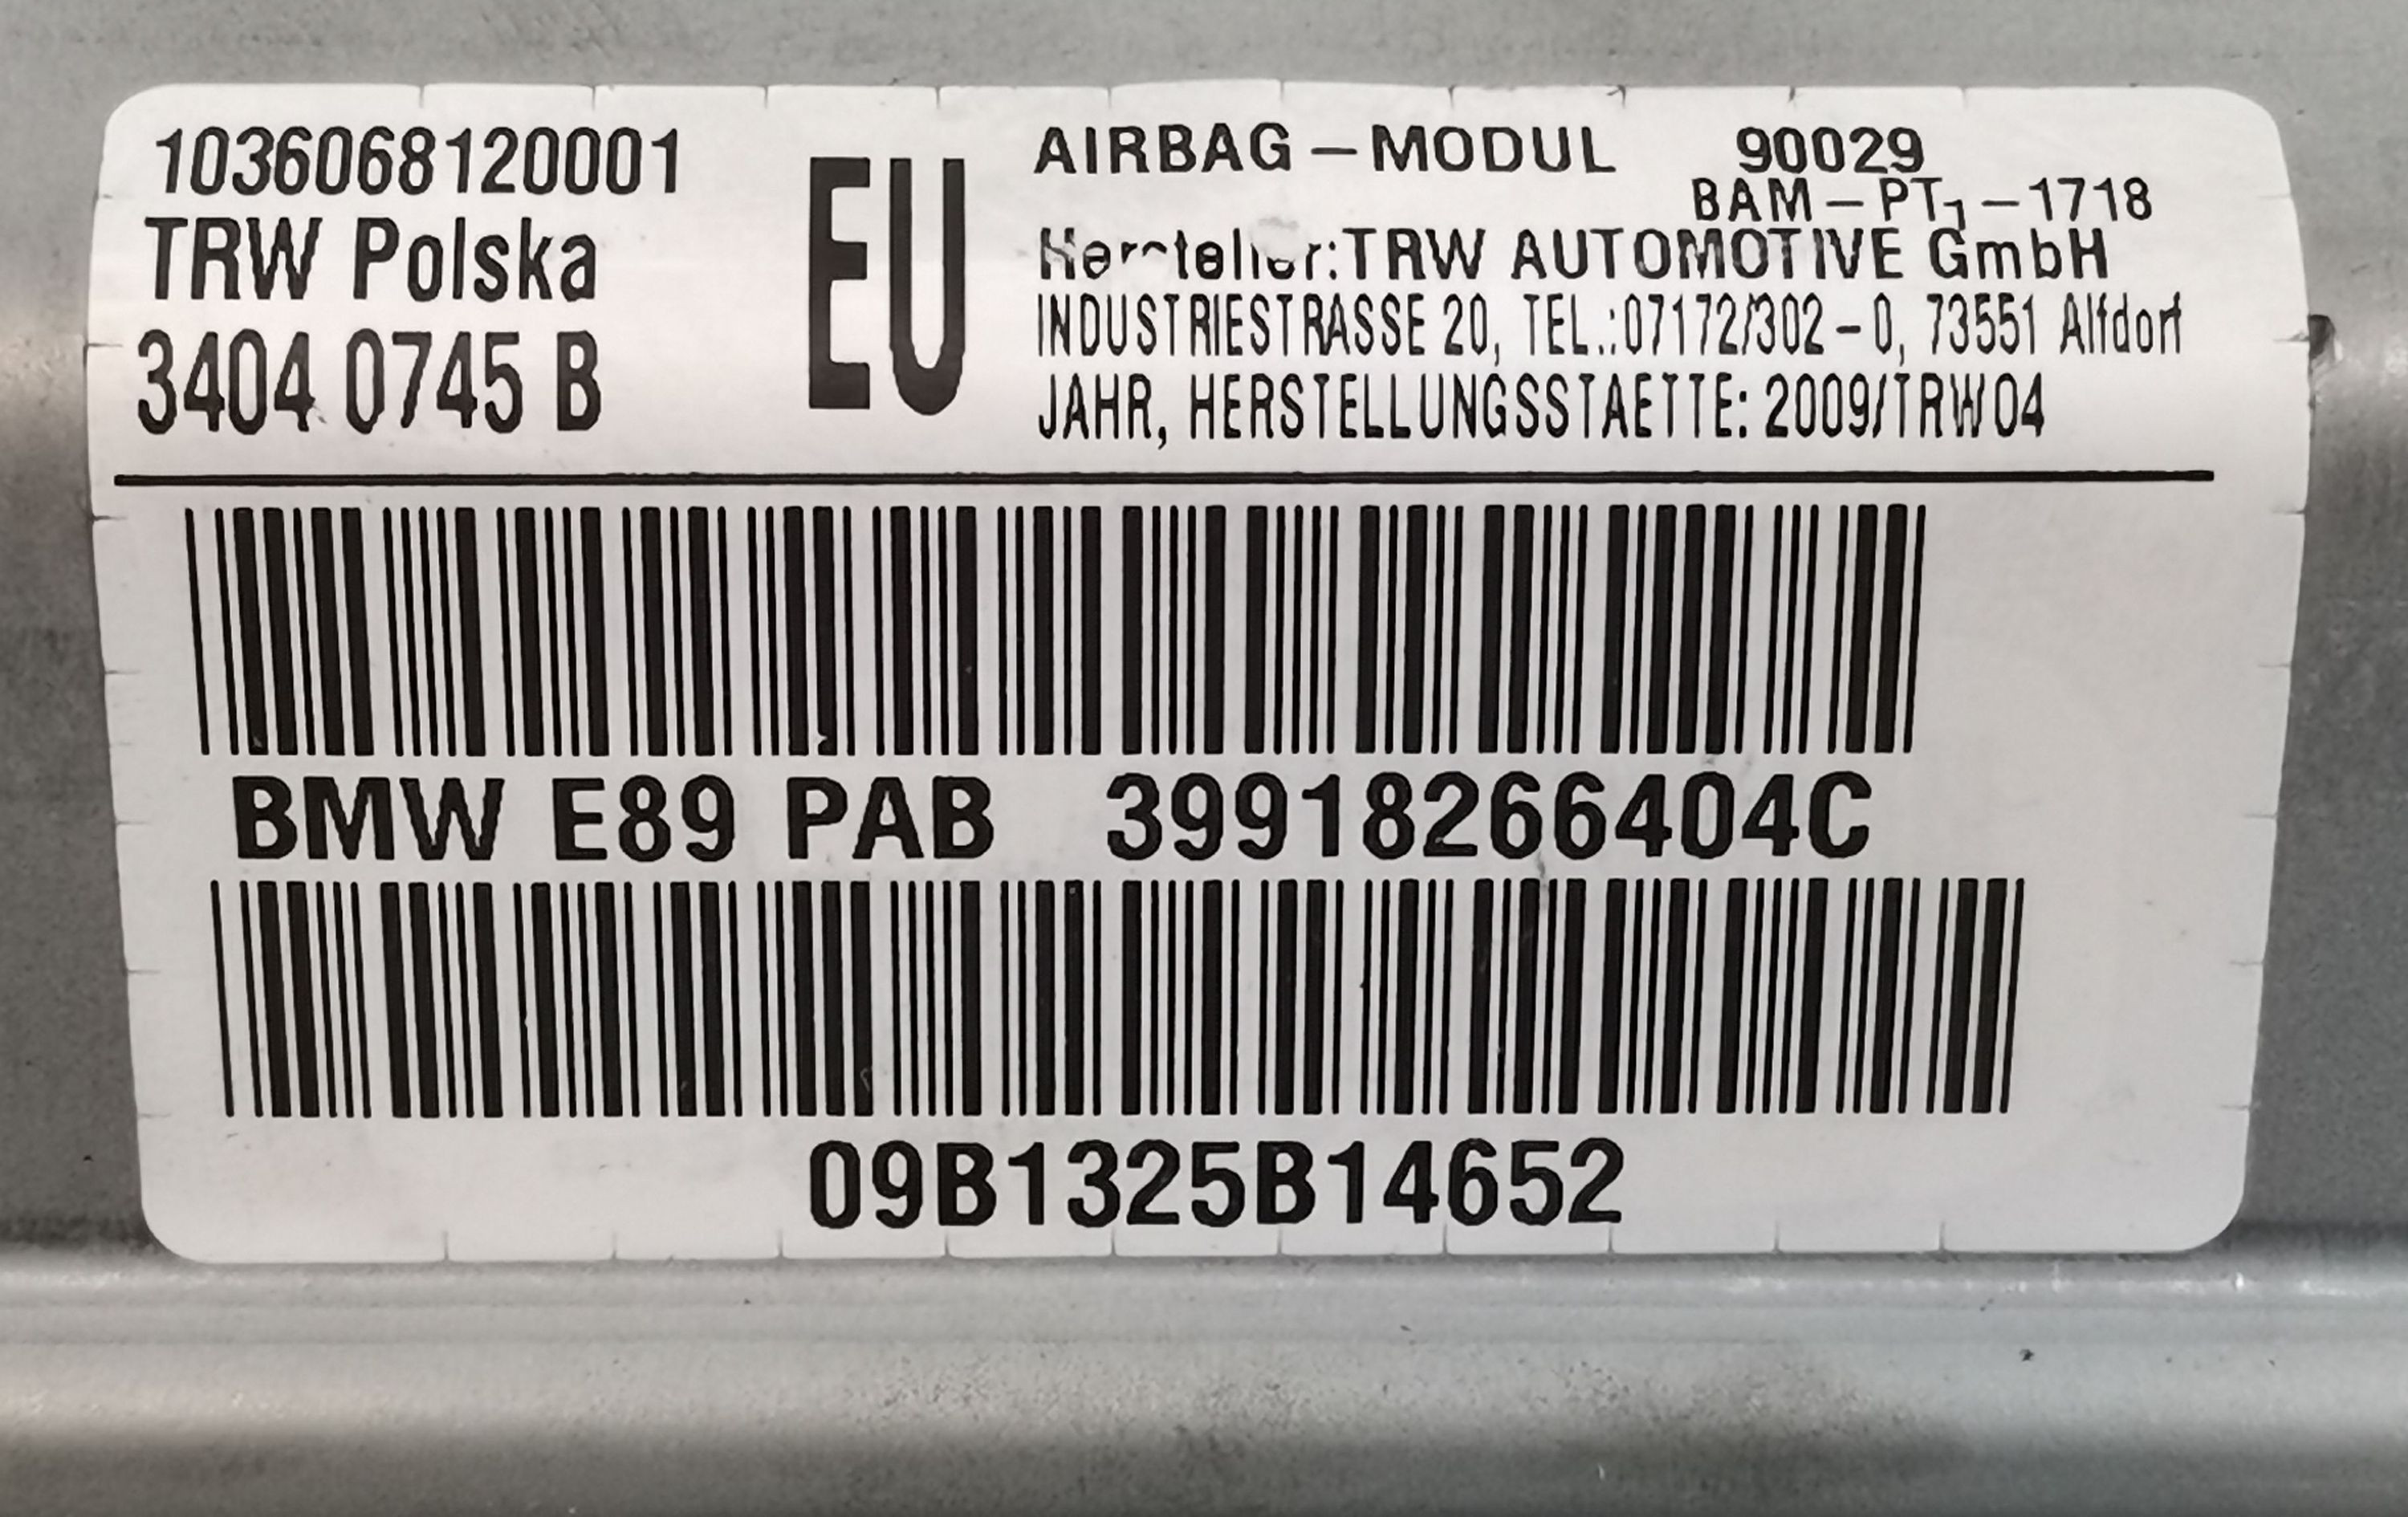 1036068120001
TRW Polska
3404 0745 B
EU
AIRBAG-MODUL 90029
BAM-PT1-1718
Hersteller:TRW AUTOMOTIVE GmbH
INDUSTRIESTRASSE 20, TEL.:07172/302-0, 73551 Alfdorf
JAHR, HERSTELLUNGSSTAETTE: 2009/TRW04
BMW E89 PAB 39918266404C
09B1325B14652